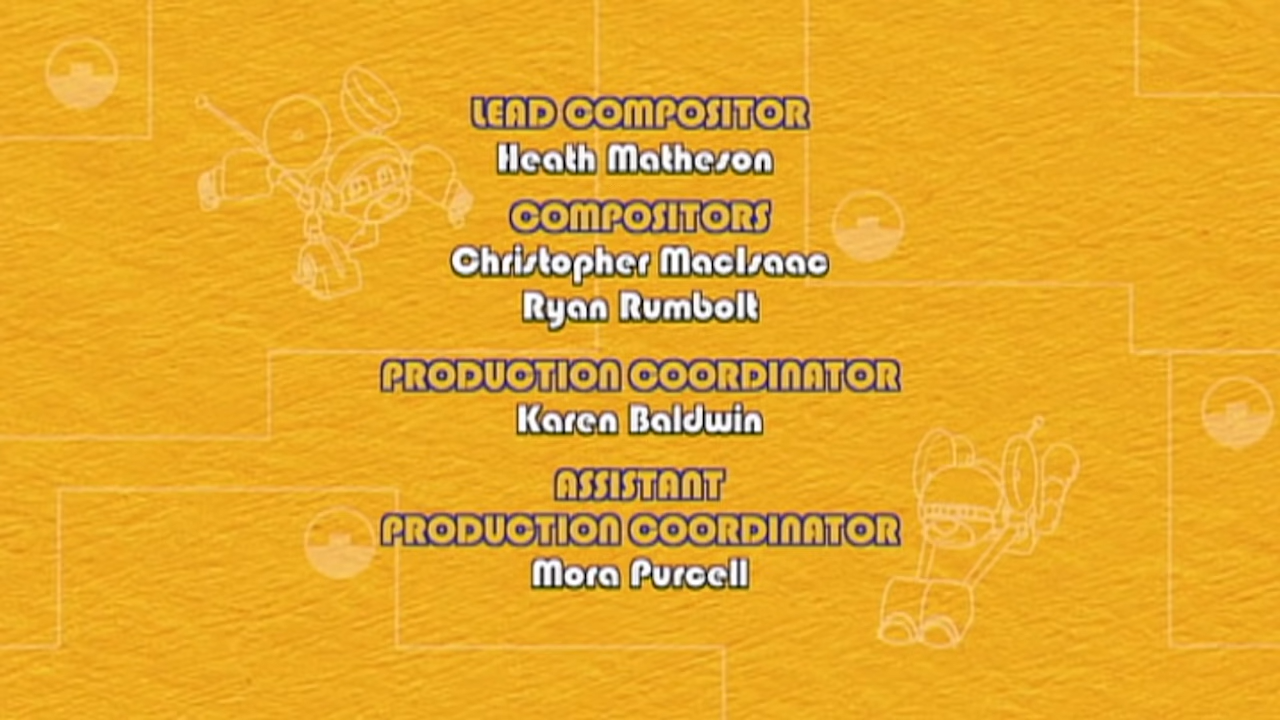 LEAD COMPOSITOR
Heath Matheson
COMPOSITORS
Christopher MacIsaac
Ryan Rumbolt
PRODUCTION COORDINATOR
Karen Baldwin
ASSISTANT
PRODUCTION COORDINATOR
Mora Purcell